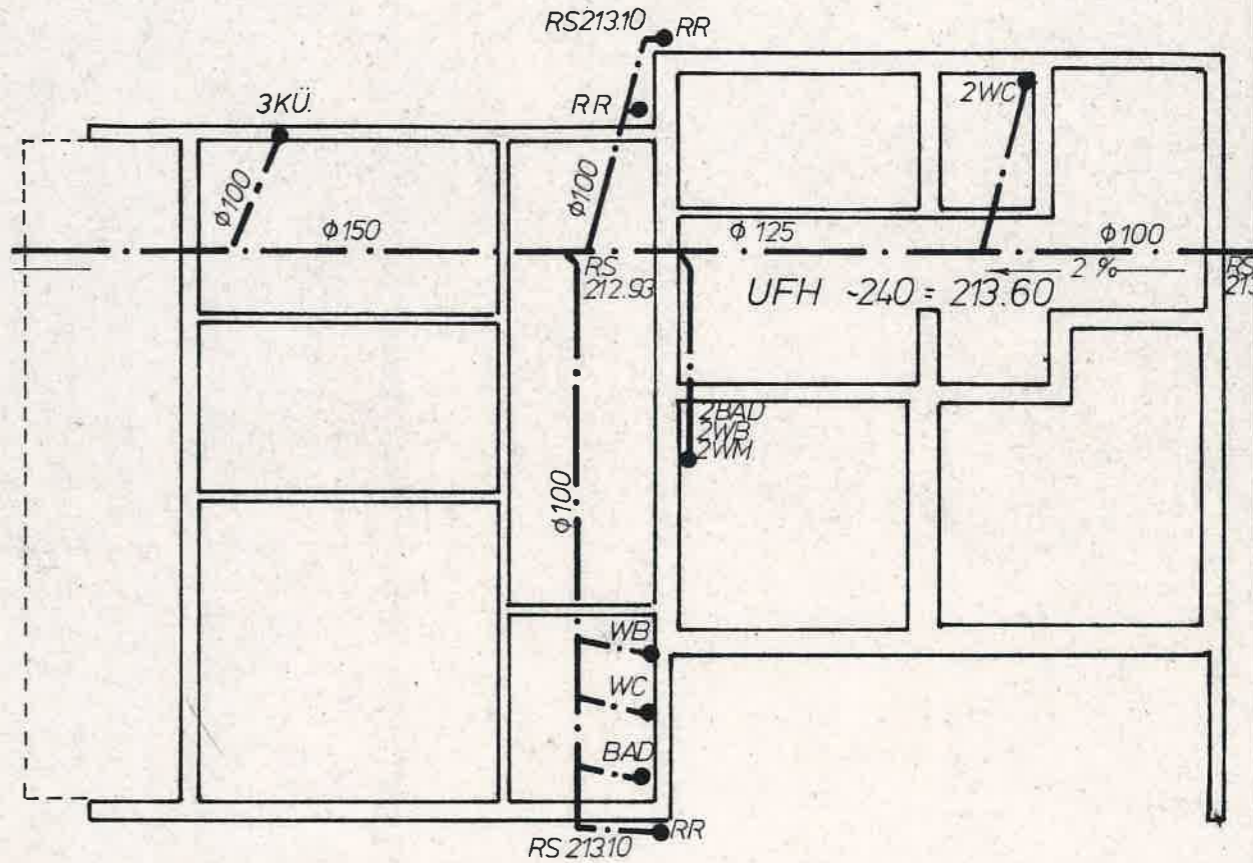 RS213.10
RR
RR
3KÜ.
2WC
ϕ100
ϕ100
ϕ150
ϕ 125
ϕ100
2 %
RS
212.93
UFH -240 = 213.60
RS
2BAD
2WB
2WM
ϕ100
WB
WC
BAD
RR
RS 213.10